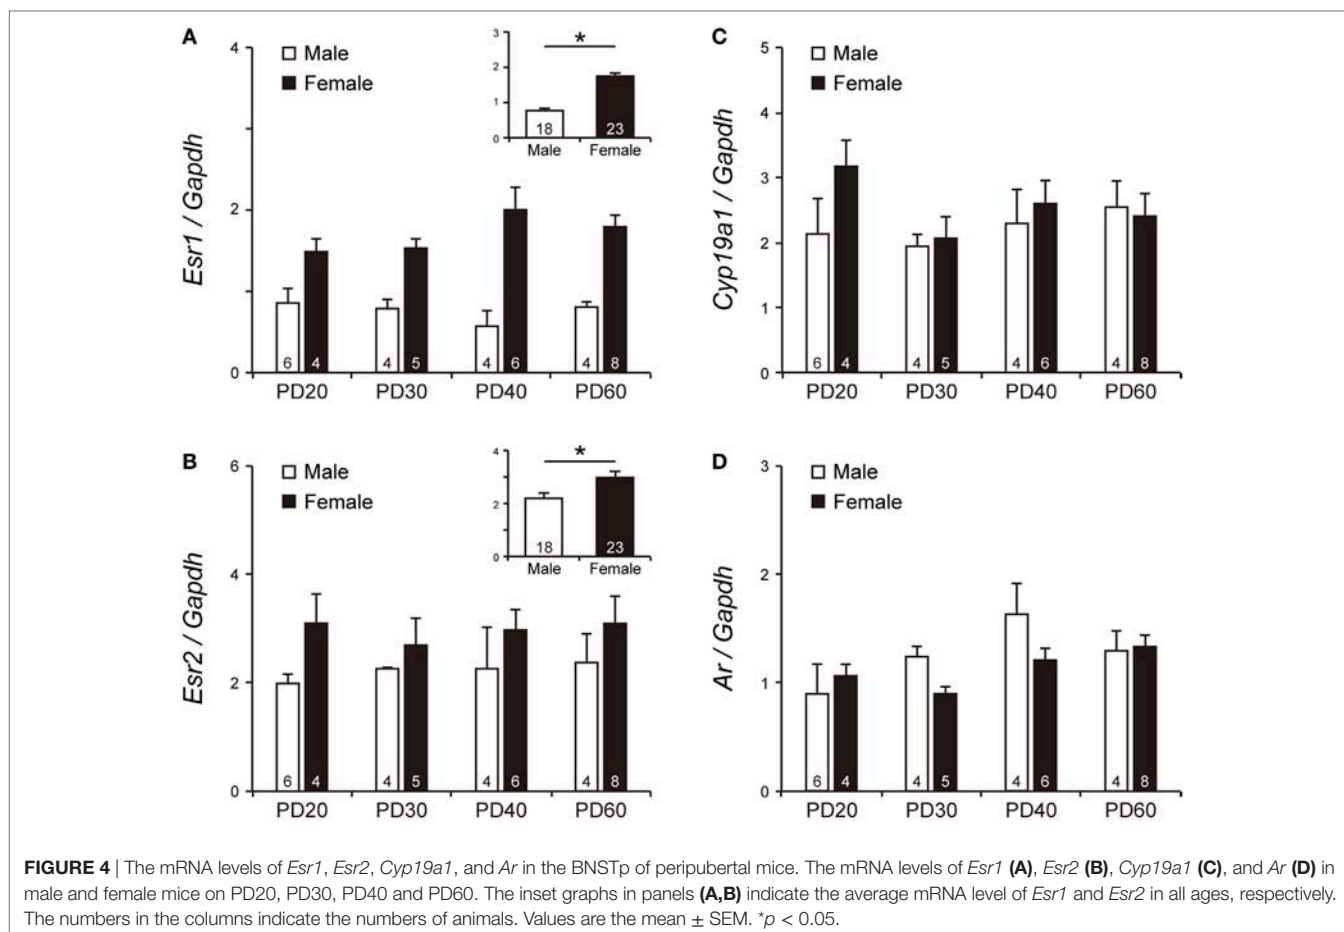 A
4
2
0
Esr1 / Gapdh
Male
Female
3
2
1
0
*
18
23
Male Female
6 4
4 5
4 6
4 8
PD20 PD30 PD40 PD60
B
6
4
2
0
Esr2 / Gapdh
Male
Female
4
2
0
*
18
23
Male Female
6 4
4 5
4 6
4 8
PD20 PD30 PD40 PD60
C
5
4
3
2
1
0
Cyp19a1 / Gapdh
Male
Female
6 4
4 5
4 6
4 8
PD20 PD30 PD40 PD60
D
3
2
1
0
Ar / Gapdh
Male
Female
6 4
4 5
4 6
4 8
PD20 PD30 PD40 PD60
FIGURE 4 | The mRNA levels of Esr1, Esr2, Cyp19a1, and Ar in the BNSTp of peripubertal mice. The mRNA levels of Esr1 (A), Esr2 (B), Cyp19a1 (C), and Ar (D) in
male and female mice on PD20, PD30, PD40 and PD60. The inset graphs in panels (A,B) indicate the average mRNA level of Esr1 and Esr2 in all ages, respectively.
The numbers in the columns indicate the numbers of animals. Values are the mean ± SEM. *p < 0.05.